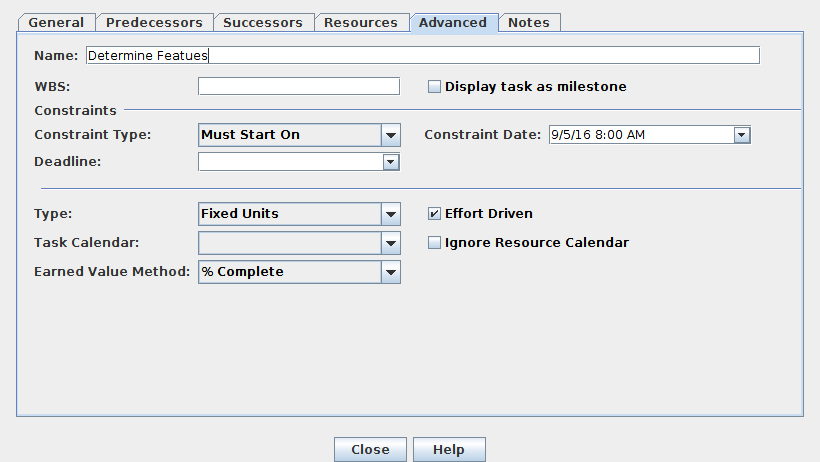 General Predecessors Successors Resources Advanced Notes
Name: Determine Featues
WBS: Display task as milestone
Constraints
Constraint Type: Must Start On Constraint Date: 9/5/16 8:00 AM
Deadline:
Type: Fixed Units Effort Driven
Task Calendar: Ignore Resource Calendar
Earned Value Method: % Complete
Close Help